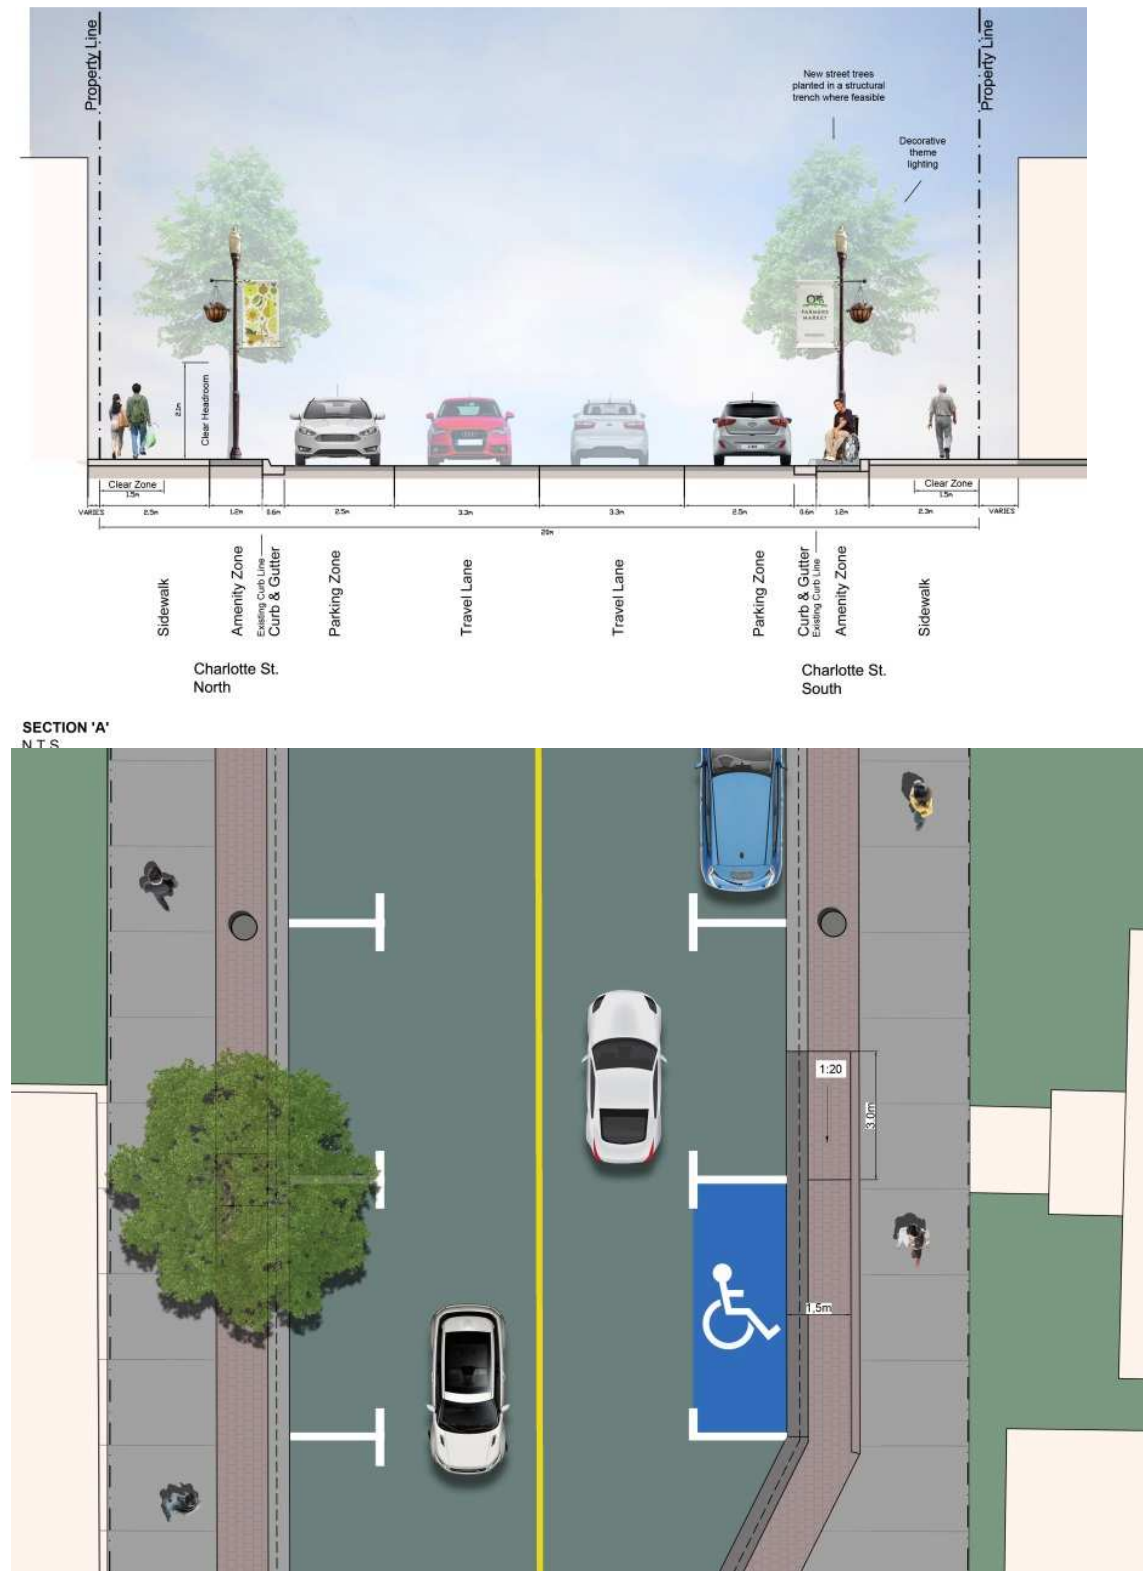 Property Line
Property Line
New street trees
planted in a structural
trench where feasible
Decorative
theme
lighting
FARMERS
MARKET
2.1m
Clear Headroom
Clear Zone
1.5m
Clear Zone
1.5m
VARIES
2.5m
1.2m
0.6m
2.5m
3.3m
3.3m
2.5m
0.6m
1.2m
2.3m
VARIES
20m
Sidewalk
Amenity Zone
Existing Curb Line
Curb & Gutter
Parking Zone
Travel Lane
Travel Lane
Parking Zone
Curb & Gutter
Existing Curb Line
Amenity Zone
Sidewalk
Charlotte St.
North
Charlotte St.
South
SECTION 'A'
N.T.S.
1:20
3.0m
1.5m